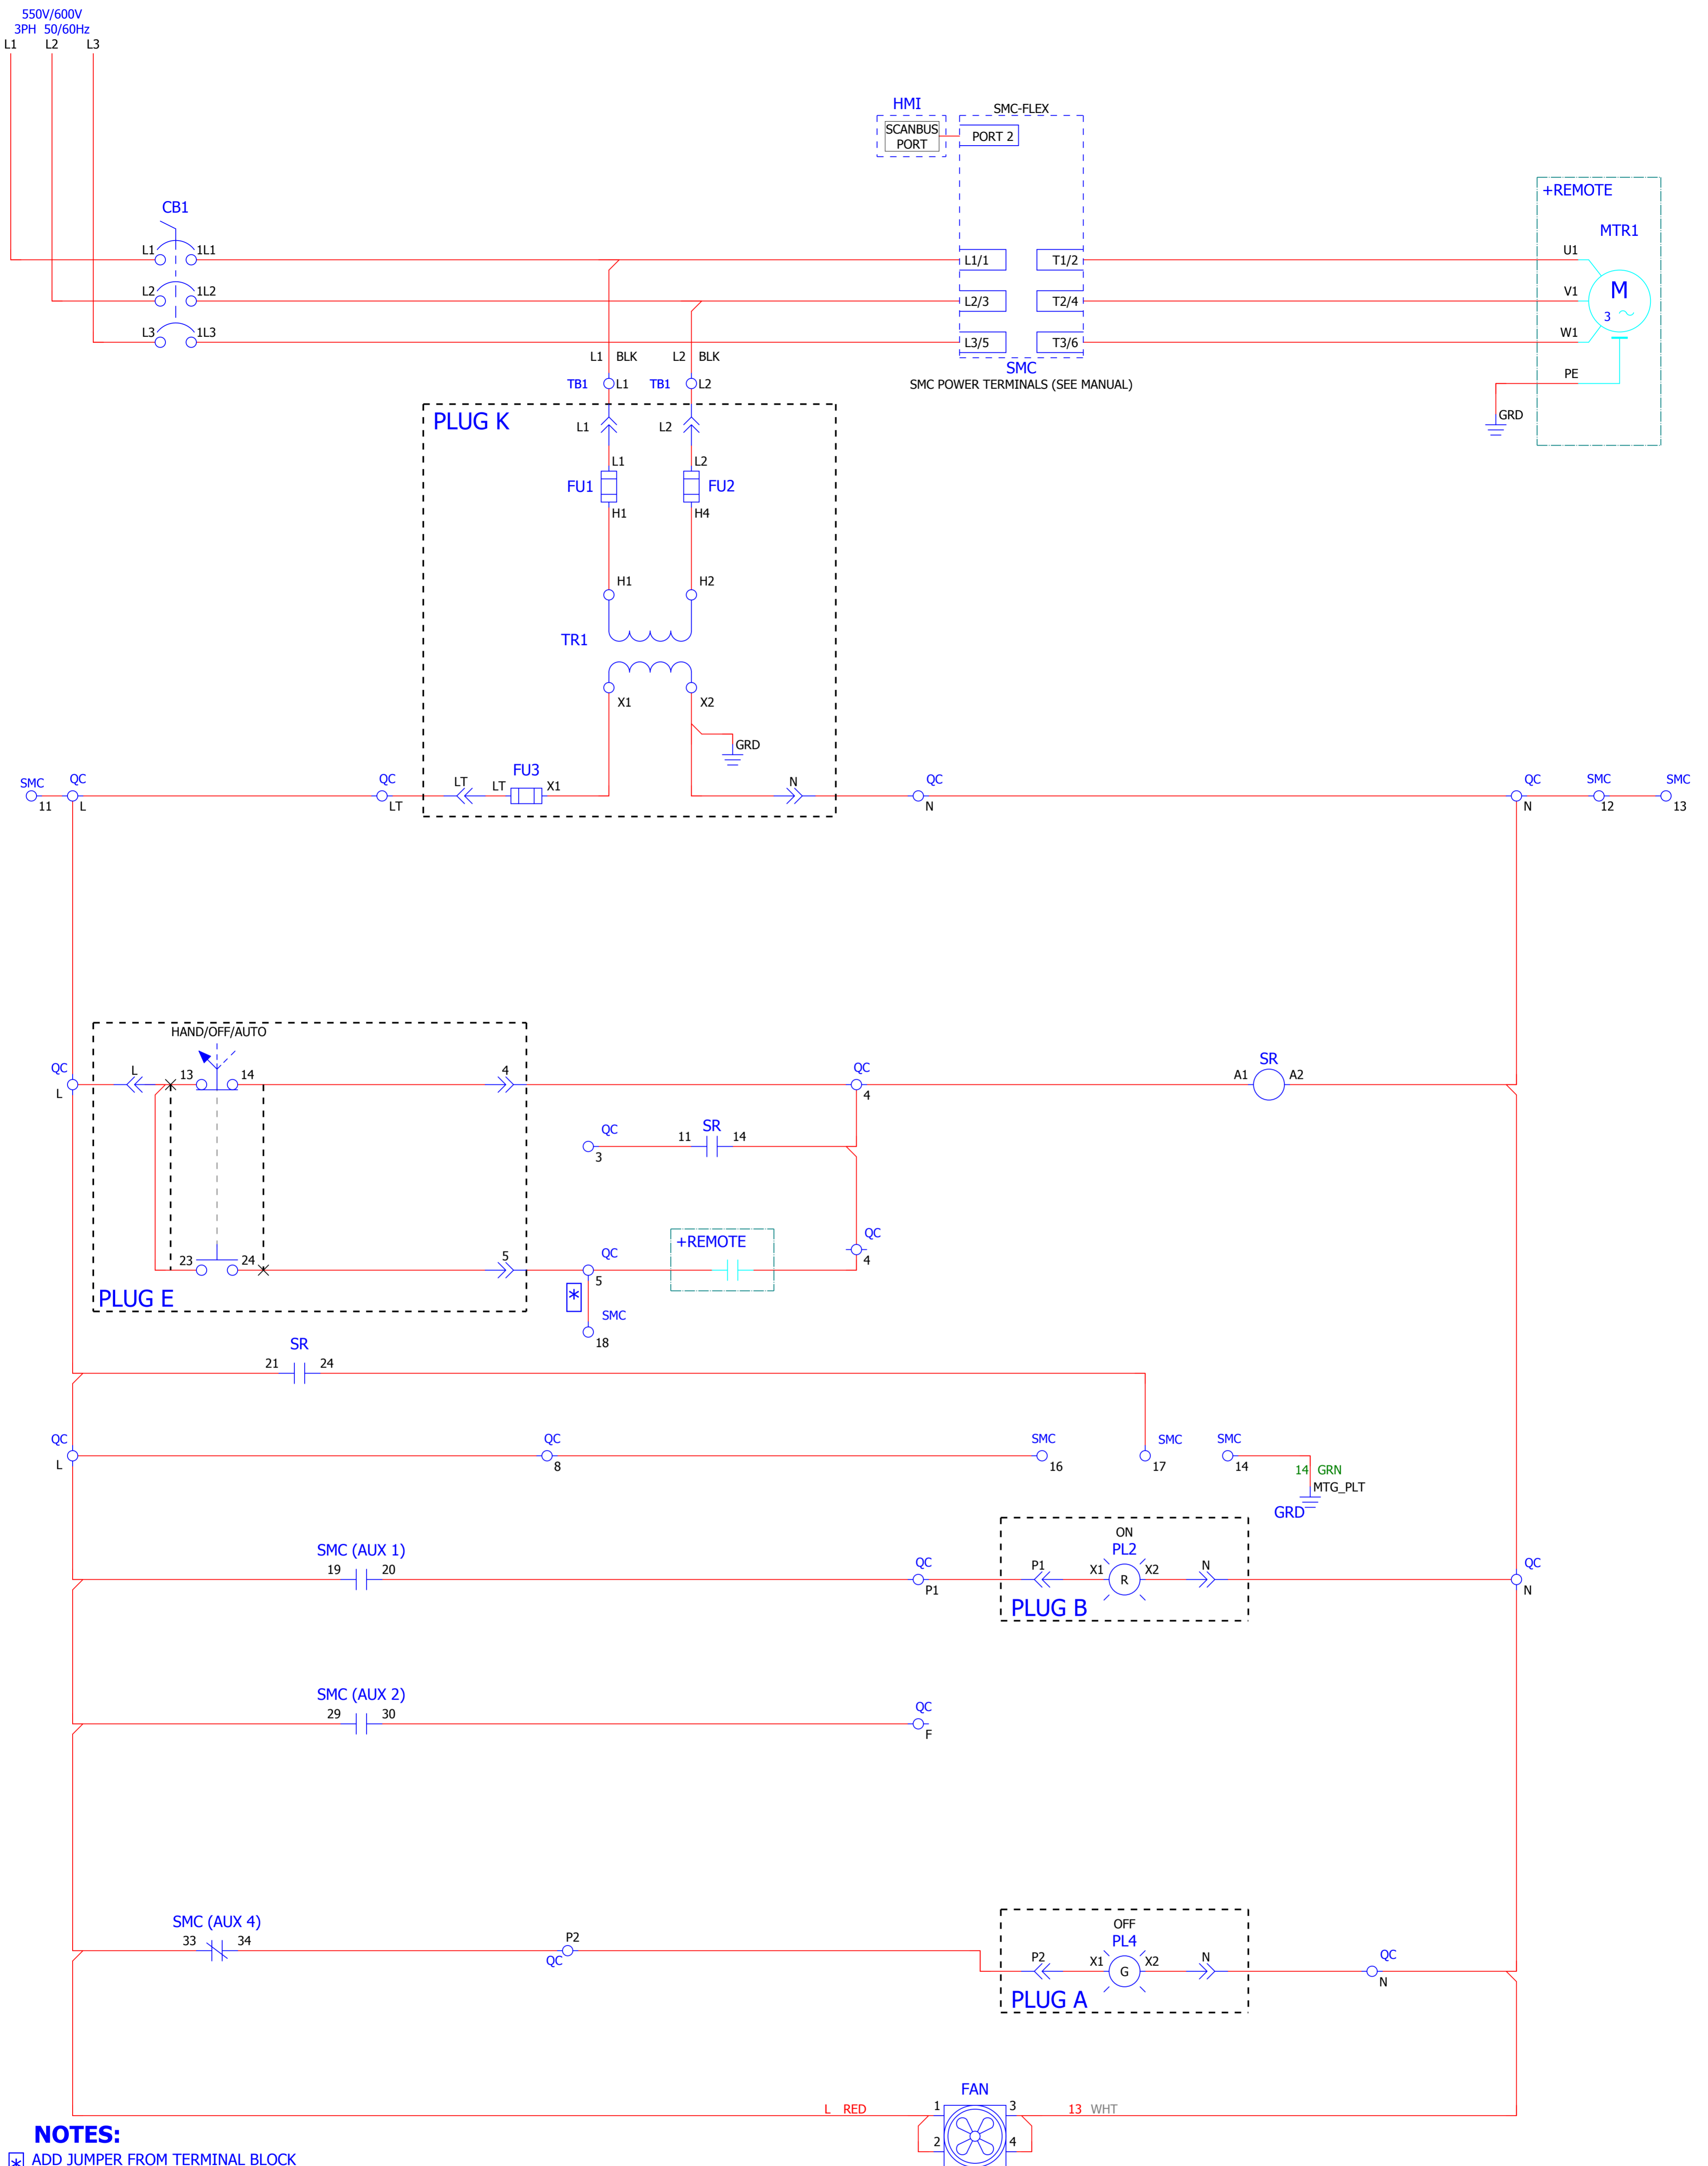 550V/600V
3PH 50/60Hz
L1 L2 L3
HMI
SMC-FLEX
SCANBUS
PORT
PORT 2
+REMOTE
CB1
MTR1
L1 1L1
L1/1 T1/2
U1
L2 1L2
L2/3 T2/4
V1
M
3
L3 1L3
L3/5 T3/6
W1
L1 BLK L2 BLK
SMC
PE
TB1 L1 TB1 L2
SMC POWER TERMINALS (SEE MANUAL)
GRD
PLUG K
L1 L2
L1 L2
FU1 FU2
H1 H4
H1 H2
TR1
X1 X2
GRD
SMC QC QC
LT LT FU3 X1 N
QC QC SMC SMC
11 L LT N N 12 13
HAND/OFF/AUTO
QC L 13 14 4 QC SR
A1 A2
L 4
QC SR
11 14
3
+REMOTE
QC
23 24 5 QC
5 4
PLUG E
*
SMC
18
SR
21 24
QC QC SMC SMC SMC
L 8 16 17 14
14 GRN
MTG_PLT
GRD
ON
SMC (AUX 1) PL2
19 20 QC P1 X1 R X2 N QC
P1 N
PLUG B
SMC (AUX 2)
29 30 QC
F
SMC (AUX 4)
33 34
P2
QC
OFF
PL4
P2 X1 G X2 N QC
N
PLUG A
FAN
L RED 1 3 13 WHT
2 4
NOTES:
* ADD JUMPER FROM TERMINAL BLOCK